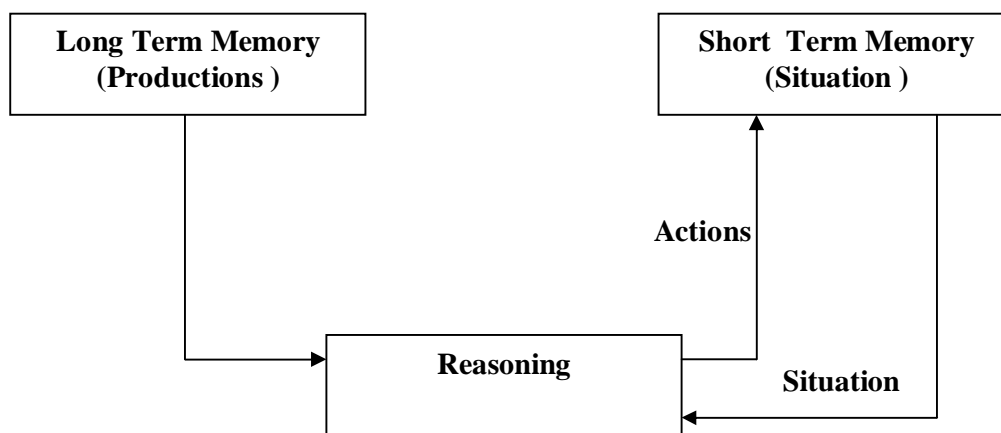 Long Term Memory
(Productions )
Short  Term Memory
(Situation )
Actions
Reasoning
Situation